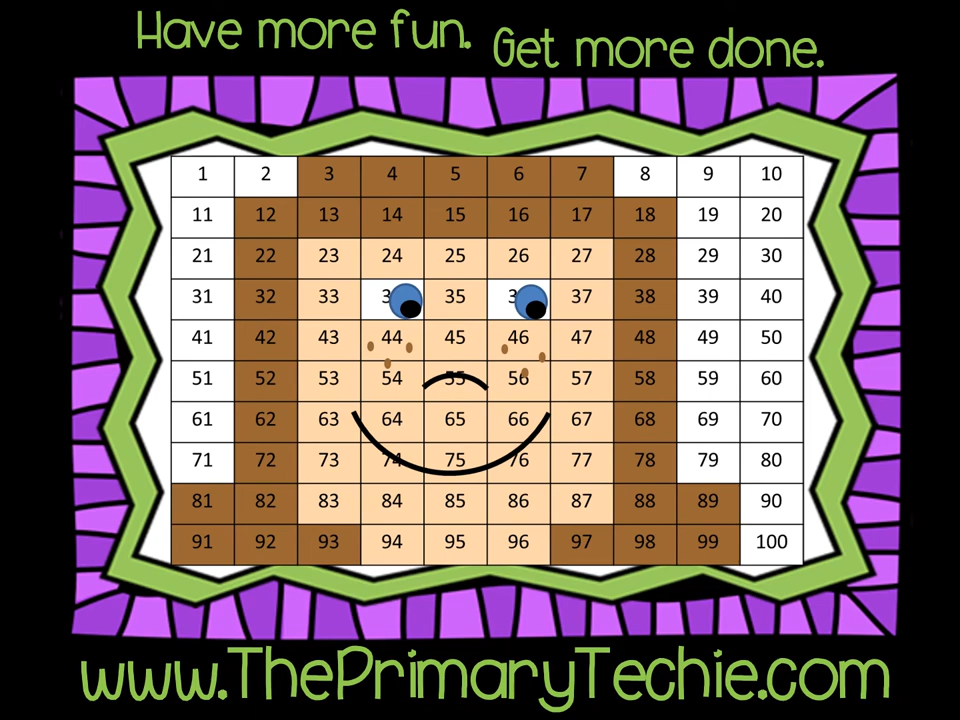 Have more fun. Get more done.
1 2 3 4 5 6 7 8 9 10
11 12 13 14 15 16 17 18 19 20
21 22 23 24 25 26 27 28 29 30
31 32 33 35 37 38 39 40
41 42 43 44 45 46 47 48 49 50
51 52 53 54 55 56 57 58 59 60
61 62 63 64 65 66 67 68 69 70
71 72 73 74 75 76 77 78 79 80
81 82 83 84 85 86 87 88 89 90
91 92 93 94 95 96 97 98 99 100
www.ThePrimaryTechie.com